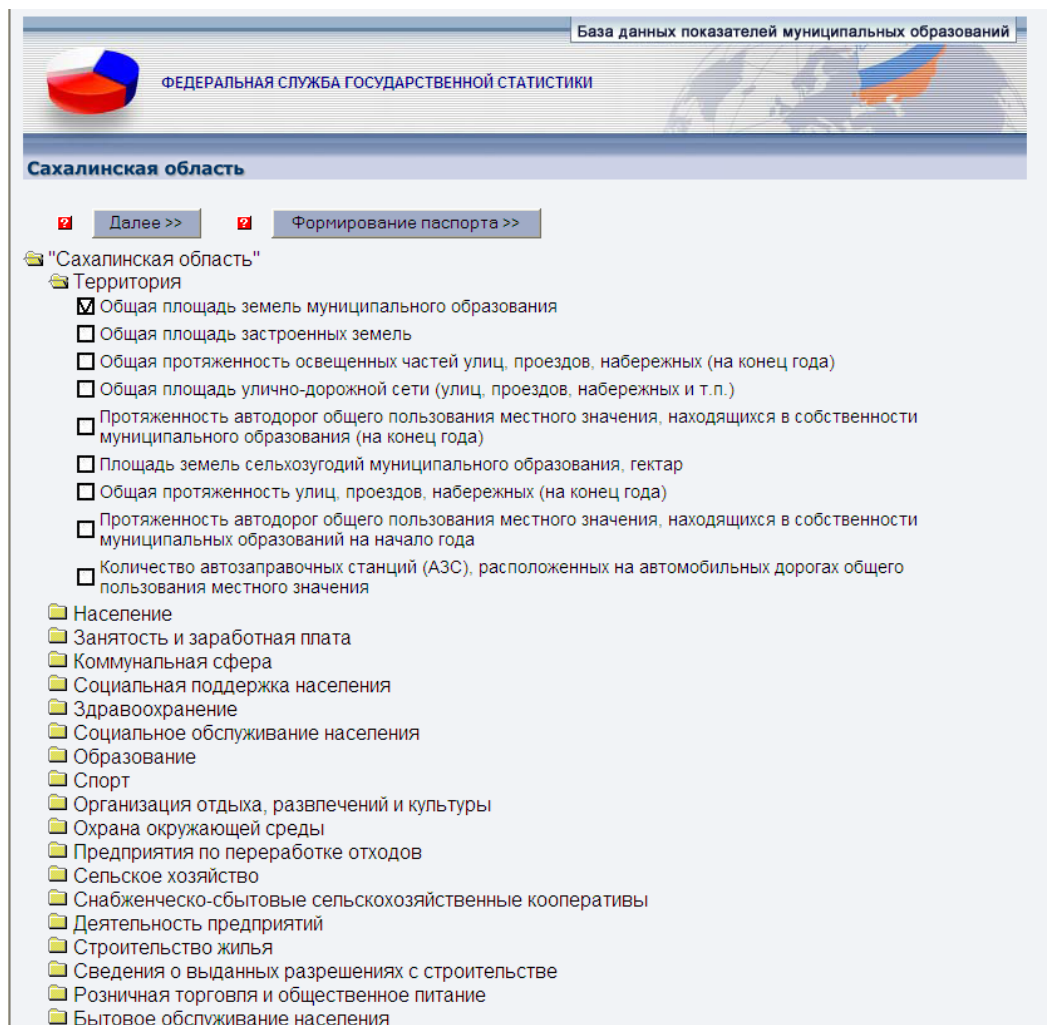 База данных показателей муниципальных образований
ФЕДЕРАЛЬНАЯ СЛУЖБА ГОСУДАРСТВЕННОЙ СТАТИСТИКИ
Сахалинская область
? Далее >> ? Формирование паспорта >>
"Сахалинская область"
Территория
Общая площадь земель муниципального образования
Общая площадь застроенных земель
Общая протяженность освещенных частей улиц, проездов, набережных (на конец года)
Общая площадь улично-дорожной сети (улиц, проездов, набережных и т.п.)
Протяженность автодорог общего пользования местного значения, находящихся в собственности
муниципального образования (на конец года)
Площадь земель сельхозугодий муниципального образования, гектар
Общая протяженность улиц, проездов, набережных (на конец года)
Протяженность автодорог общего пользования местного значения, находящихся в собственности
муниципальных образований на начало года
Количество автозаправочных станций (АЗС), расположенных на автомобильных дорогах общего
пользования местного значения
Население
Занятость и заработная плата
Коммунальная сфера
Социальная поддержка населения
Здравоохранение
Социальное обслуживание населения
Образование
Спорт
Организация отдыха, развлечений и культуры
Охрана окружающей среды
Предприятия по переработке отходов
Сельское хозяйство
Снабженческо-сбытовые сельскохозяйственные кооперативы
Деятельность предприятий
Строительство жилья
Сведения о выданных разрешениях с строительстве
Розничная торговля и общественное питание
Бытовое обслуживание населения